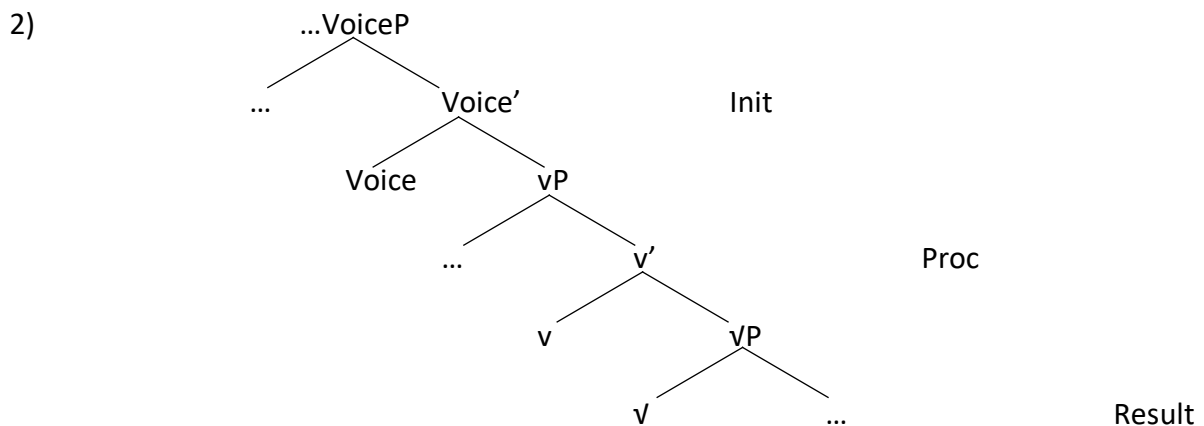 2) …VoiceP
… Voice’ Init
Voice vP
… v’ Proc
v √P
√ … Result